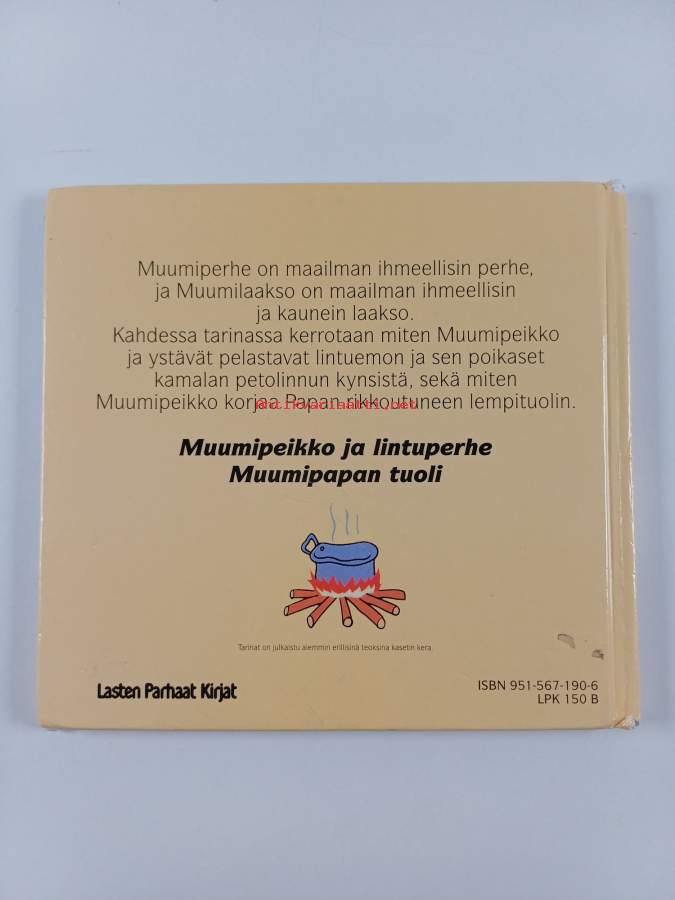 Muumiperhe on maailman ihmeellisin perhe,
ja Muumilaakso on maailman ihmeellisin
ja kaunein laakso.
Kahdessa tarinassa kerrotaan miten Muumipeikko
ja ystävät pelastavat lintuemon ja sen poikaset
kamalan petolinnun kynsistä, sekä miten
Muumipeikko korjaa Papan rikkoutuneen lempituolin.
antikvariaatti.net
Muumipeikko ja lintuperhe
Muumipapan tuoli
Tarinat on julkaistu aiemmin erillisinä teoksina kasetin kera.
Lasten Parhaat Kirjat
ISBN 951-567-190-6
LPK 150 B